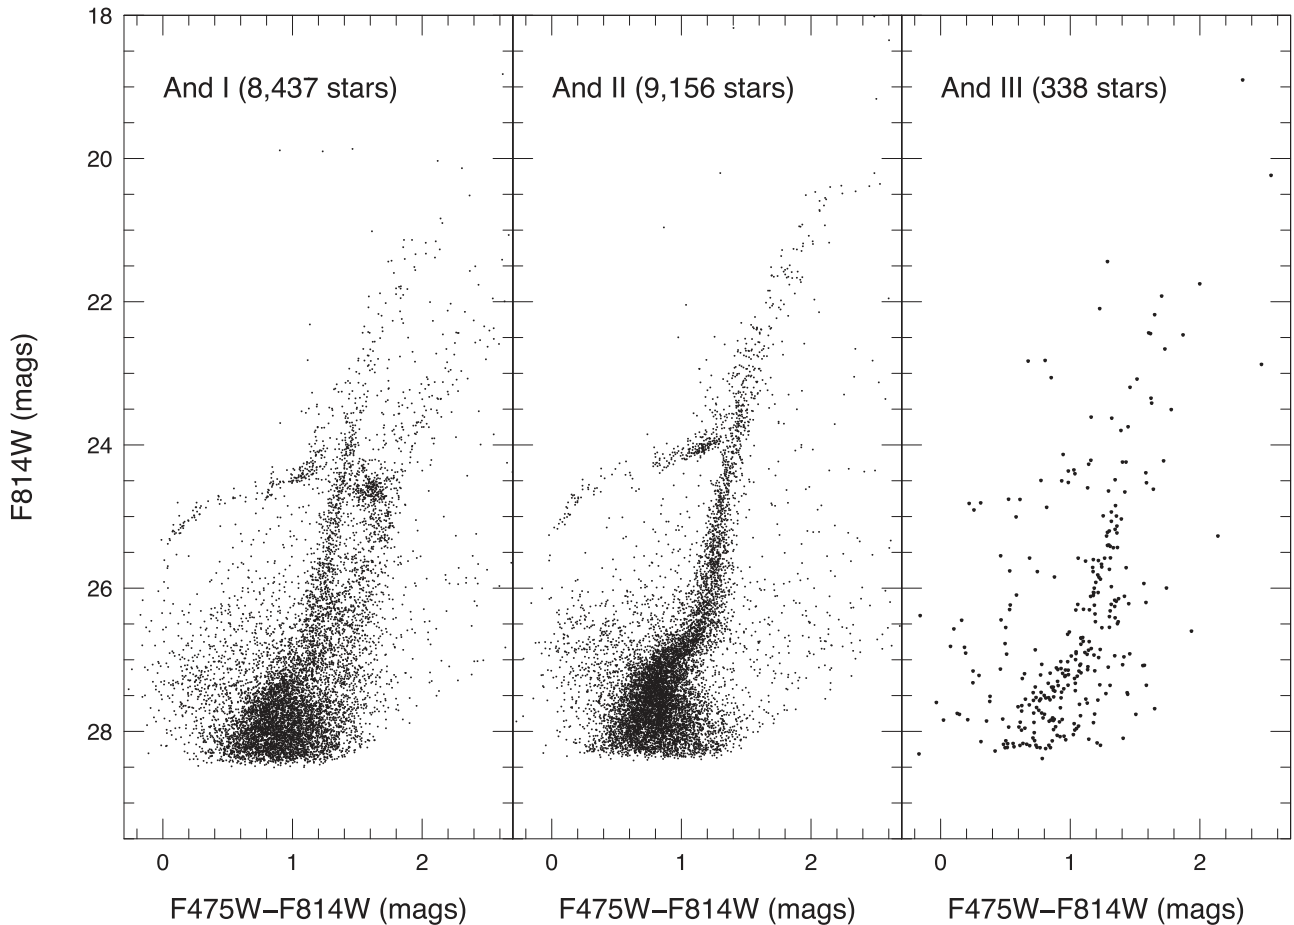 And I (8,437 stars)
And II (9,156 stars)
And III (338 stars)
F814W (mags)
18
20
22
24
26
28
0 1 2
0 1 2
0 1 2
F475W–F814W (mags)
F475W–F814W (mags)
F475W–F814W (mags)